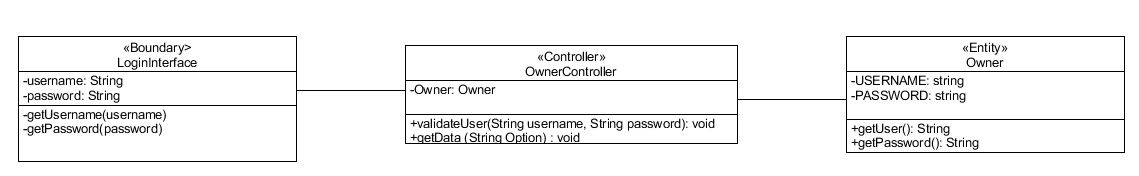 «Boundary>
LoginInterface
-username: String
-password: String
-getUsername(username)
-getPassword(password)
«Controller»
OwnerController
-Owner: Owner
+validateUser(String username, String password): void
+getData (String Option) : void
«Entity»
Owner
-USERNAME: string
-PASSWORD: string
+getUser(): String
+getPassword(): String